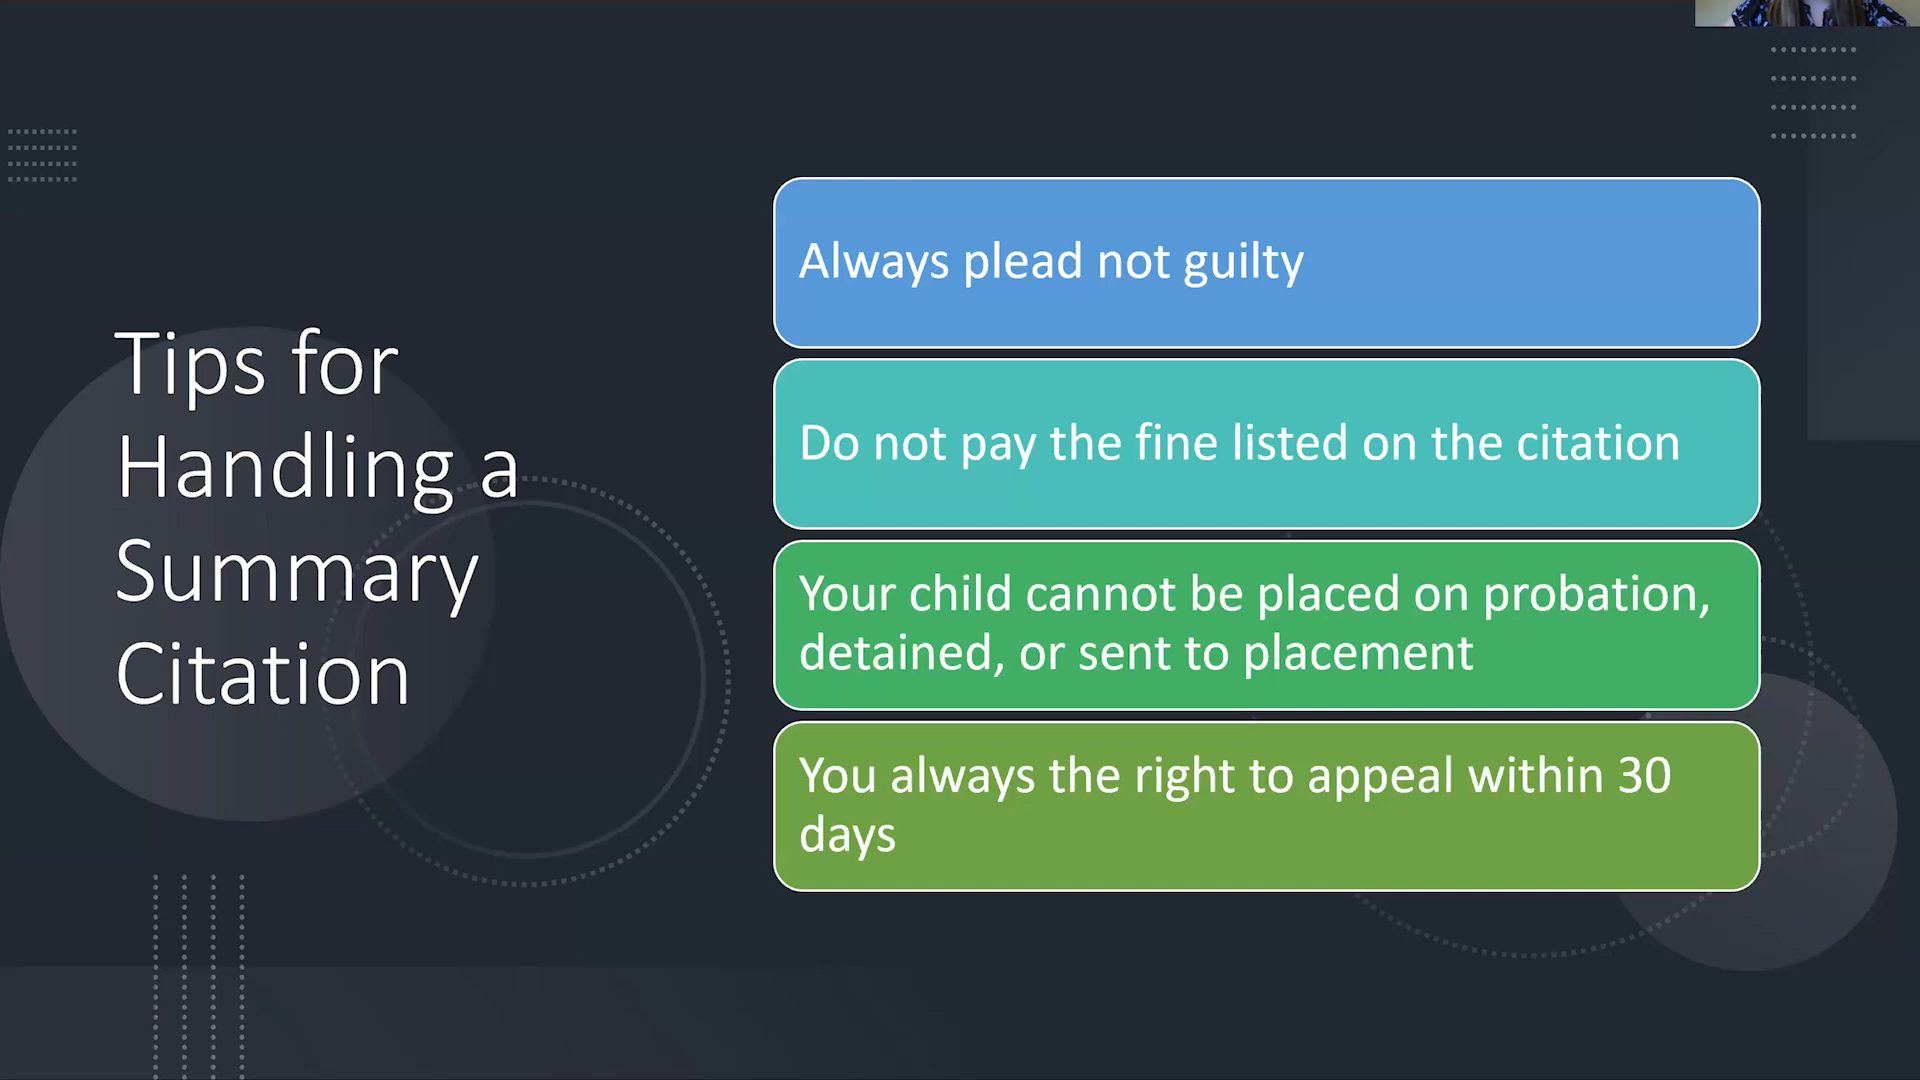 Tips for
Handling a
Summary
Citation
Always plead not guilty
Do not pay the fine listed on the citation
Your child cannot be placed on probation,
detained, or sent to placement
You always the right to appeal within 30
days